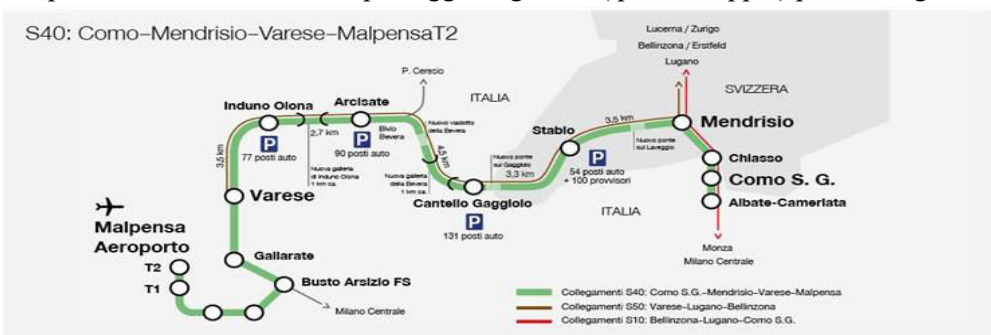 S40: Como–Mendrisio–Varese–MalpensaT2
Lucerna / Zurigo
Bellinzona / Erstfeld
Lugano
P. Ceresio
ITALIA
SVIZZERA
Induno Olona
Arcisate
3,5 km
Mendrisio
2,7 km
Bivio
Bevera
Nuovo viadotto
della Bevera
Stabio
P
77 posti auto
P
90 posti auto
4,5 km
Nuovo ponte
sul Laveggio
Chiasso
3,5 km
Nuova galleria
di Induno Olona
1 km ca.
Nuova galleria
della Bevera
1 km ca.
Nuovo ponte
sul Gaggiolo
3,3 km
P
54 posti auto
+ 100 provvisori
Como S. G.
Varese
Cantello Gaggiolo
ITALIA
Albate-Camerlata
P
131 posti auto
Malpensa
Aeroporto
Monza
Milano Centrale
T2
Gallarate
T1
Busto Arsizio FS
Milano Centrale
Collegamenti S40: Como S.G.–Mendrisio–Varese–Malpensa
Collegamenti S50: Varese–Lugano–Bellinzona
Collegamenti S10: Bellinzona–Lugano–Como S.G.